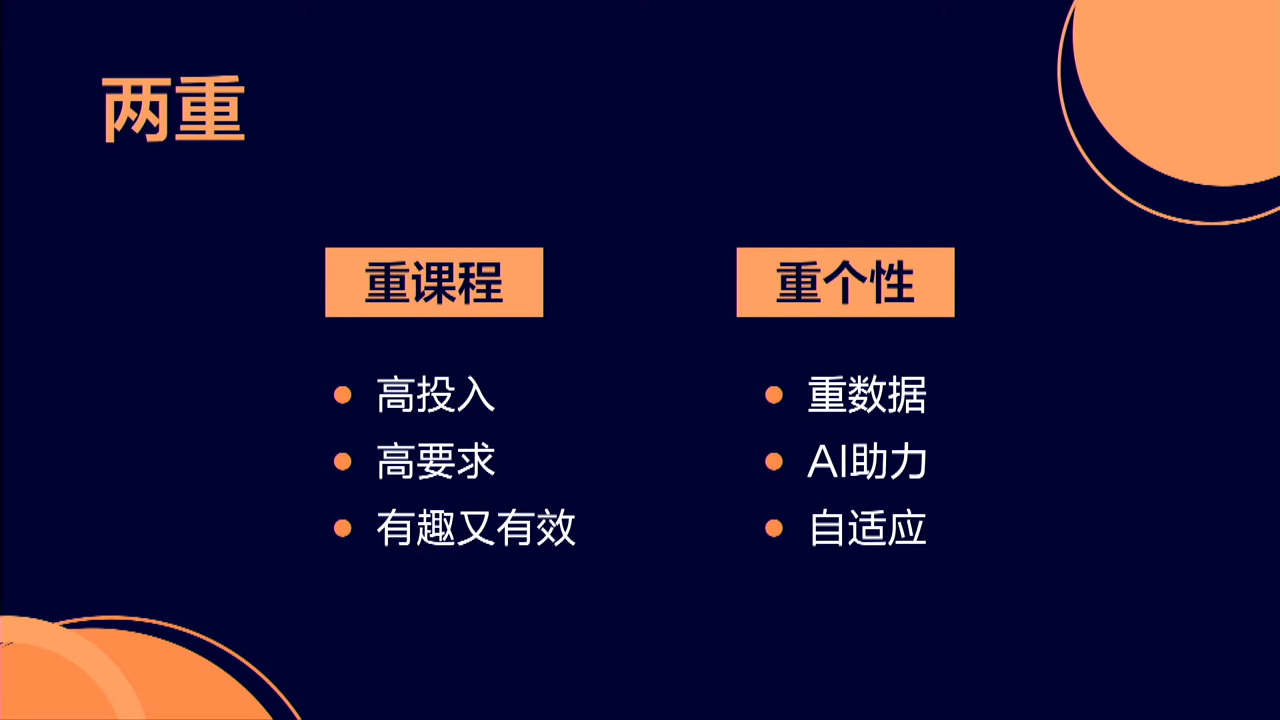 两重
重课程
高投入
高要求
有趣又有效
重个性
重数据
AI助力
自适应